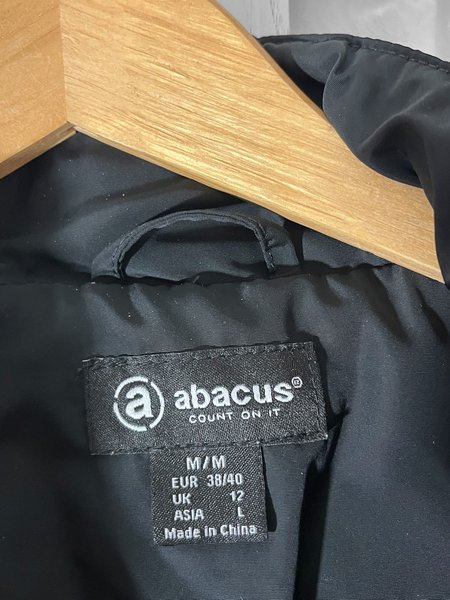 a abacus®
COUNT ON IT
M/M
EUR 38/40
UK 12
ASIA L
Made in China